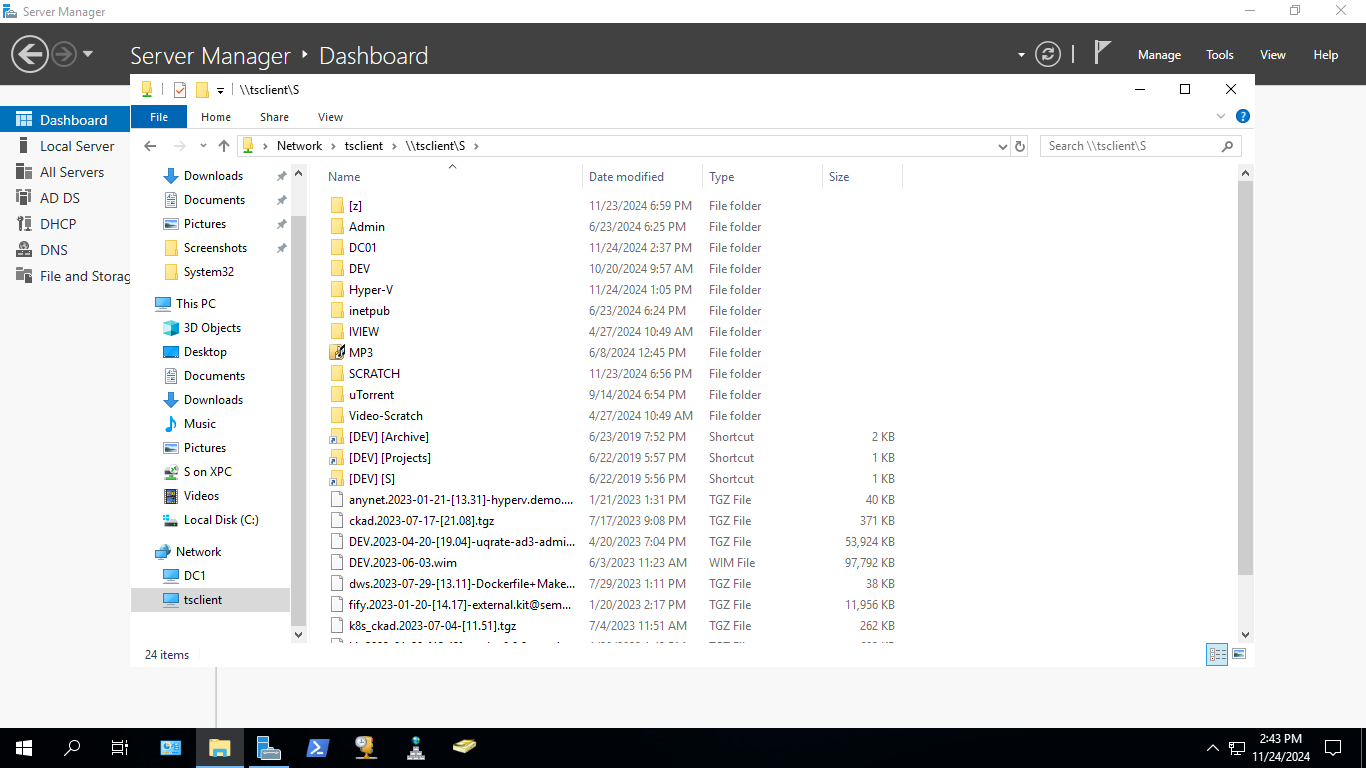 Server Manager
Server Manager Dashboard
Manage Tools View Help
\\tsclient\S
File Home Share View
Network tsclient \\tsclient\S
Search \\tsclient\S
Dashboard
Local Server
All Servers
AD DS
DHCP
DNS
File and Storag
Downloads
Documents
Pictures
Screenshots
System32
This PC
3D Objects
Desktop
Documents
Downloads
Music
Pictures
S on XPC
Videos
Local Disk (C:)
Network
DC1
tsclient
Name Date modified Type Size
[z] 11/23/2024 6:59 PM File folder
Admin 6/23/2024 6:25 PM File folder
DC01 11/24/2024 2:37 PM File folder
DEV 10/20/2024 9:57 AM File folder
Hyper-V 11/24/2024 1:05 PM File folder
inetpub 6/23/2024 6:24 PM File folder
IVIEW 4/27/2024 10:49 AM File folder
MP3 6/8/2024 12:45 PM File folder
SCRATCH 11/23/2024 6:56 PM File folder
uTorrent 9/14/2024 6:54 PM File folder
Video-Scratch 4/27/2024 10:49 AM File folder
[DEV] [Archive] 6/23/2019 7:52 PM Shortcut 2 KB
[DEV] [Projects] 6/22/2019 5:57 PM Shortcut 1 KB
[DEV] [S] 6/22/2019 5:56 PM Shortcut 1 KB
anynet.2023-01-21-[13.31]-hyperv.demo.... 1/21/2023 1:31 PM TGZ File 40 KB
ckad.2023-07-17-[21.08].tgz 7/17/2023 9:08 PM TGZ File 371 KB
DEV.2023-04-20-[19.04]-uqrate-ad3-admi... 4/20/2023 7:04 PM TGZ File 53,924 KB
DEV.2023-06-03.wim 6/3/2023 11:23 AM WIM File 97,792 KB
dws.2023-07-29-[13.11]-Dockerfile+Make... 7/29/2023 1:11 PM TGZ File 38 KB
fify.2023-01-20-[14.17]-external.kit@sem... 1/20/2023 2:17 PM TGZ File 11,956 KB
k8s_ckad.2023-07-04-[11.51].tgz 7/4/2023 11:51 AM TGZ File 262 KB
24 items
2:43 PM
11/24/2024